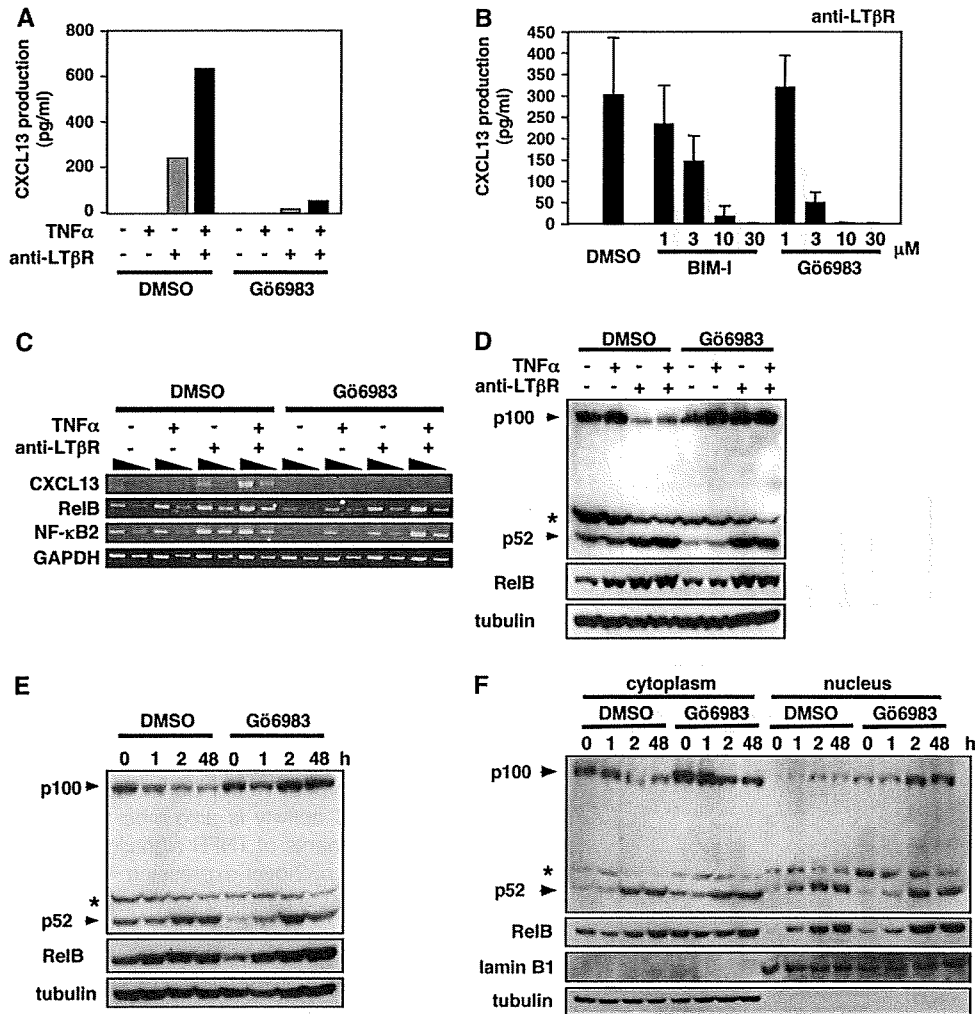 A
CXCL13 production
(pg/ml)
800
600
400
200
0
TNFα - + - + - + - +
anti-LTβR - - + + - - + +
DMSO Gö6983
B
anti-LTβR
CXCL13 production
(pg/ml)
450
400
350
300
250
200
150
100
50
0
1 3 10 30 1 3 10 30 μM
DMSO BIM-I Gö6983
C
DMSO Gö6983
TNFα - + - + - + - +
anti-LTβR - - + + - - + +
CXCL13
RelB
NF-κB2
GAPDH
D
DMSO Gö6983
TNFα - + - + - + - +
anti-LTβR - - + + - - + +
p100
*
p52
RelB
tubulin
E
DMSO Gö6983
0 1 2 48 0 1 2 48 h
p100
*
p52
RelB
tubulin
F
cytoplasm nucleus
DMSO Gö6983 DMSO Gö6983
0 1 2 48 0 1 2 48 0 1 2 48 0 1 2 48 h
p100
*
p52
RelB
lamin B1
tubulin